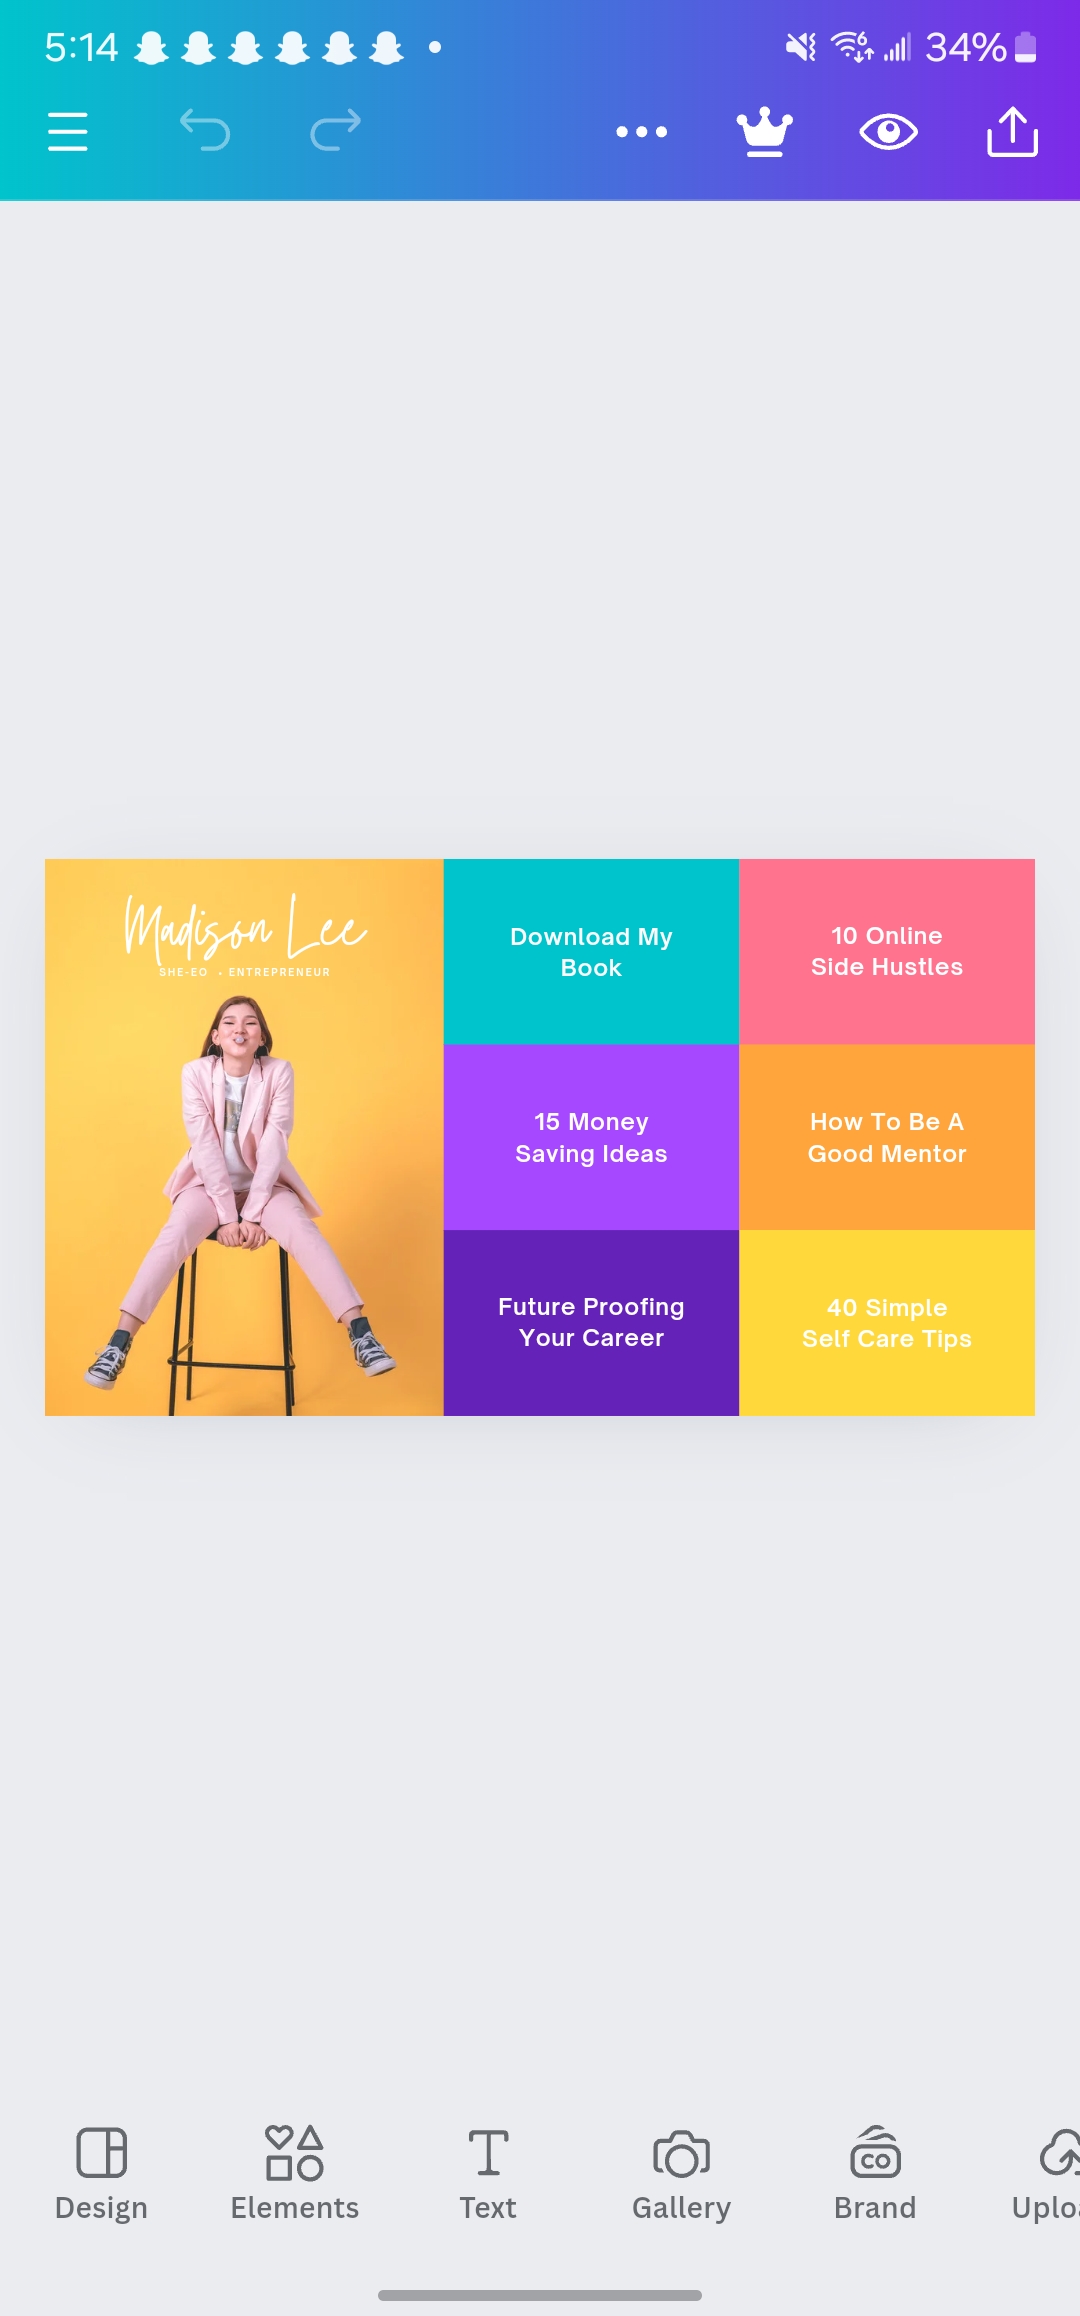 5:14
34%
Madison Lee
SHE-EO • ENTREPRENEUR
Download My
Book
10 Online
Side Hustles
15 Money
Saving Ideas
How To Be A
Good Mentor
Future Proofing
Your Career
40 Simple
Self Care Tips
CO
Design
Elements
Text
Gallery
Brand
Uploa